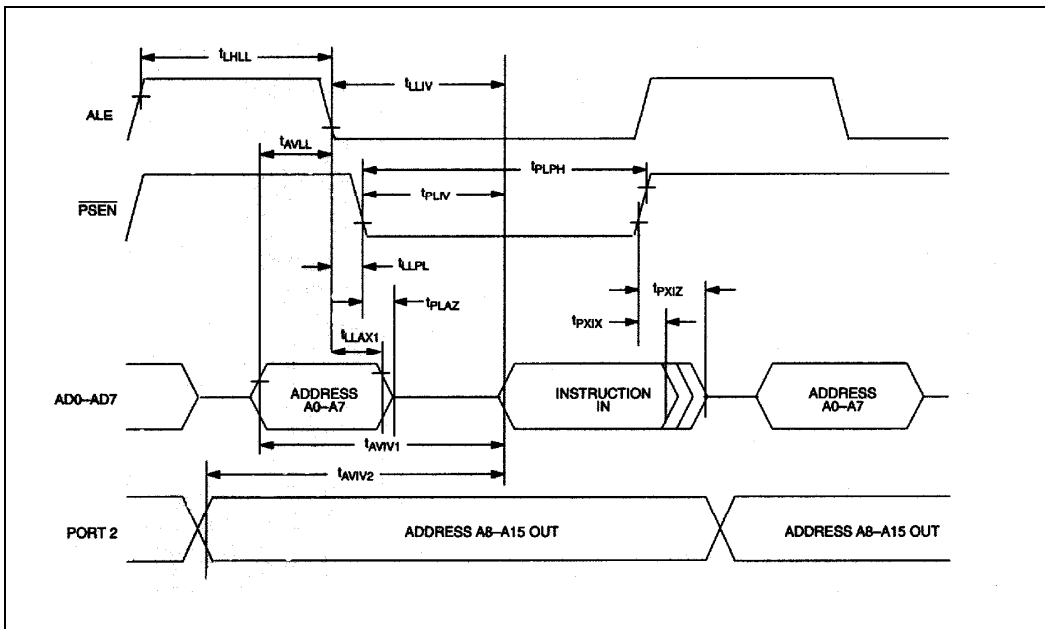 tLHLL
tLLIV
ALE
tAVLL
tPLPH
PSEN
tPLIV
tLLPL
tPLAZ
tPXIZ
tPXIX
tLLAX1
AD0–AD7
ADDRESS
A0–A7
INSTRUCTION
IN
ADDRESS
A0–A7
tAVIV1
tAVIV2
PORT 2
ADDRESS A8–A15 OUT
ADDRESS A8–A15 OUT